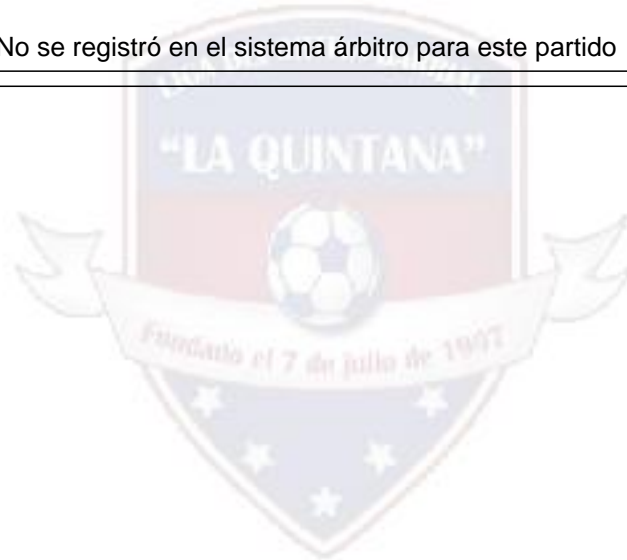 No se registró en el sistema árbitro para este partido
"LA QUINTANA"
Fundado el 7 de julio de